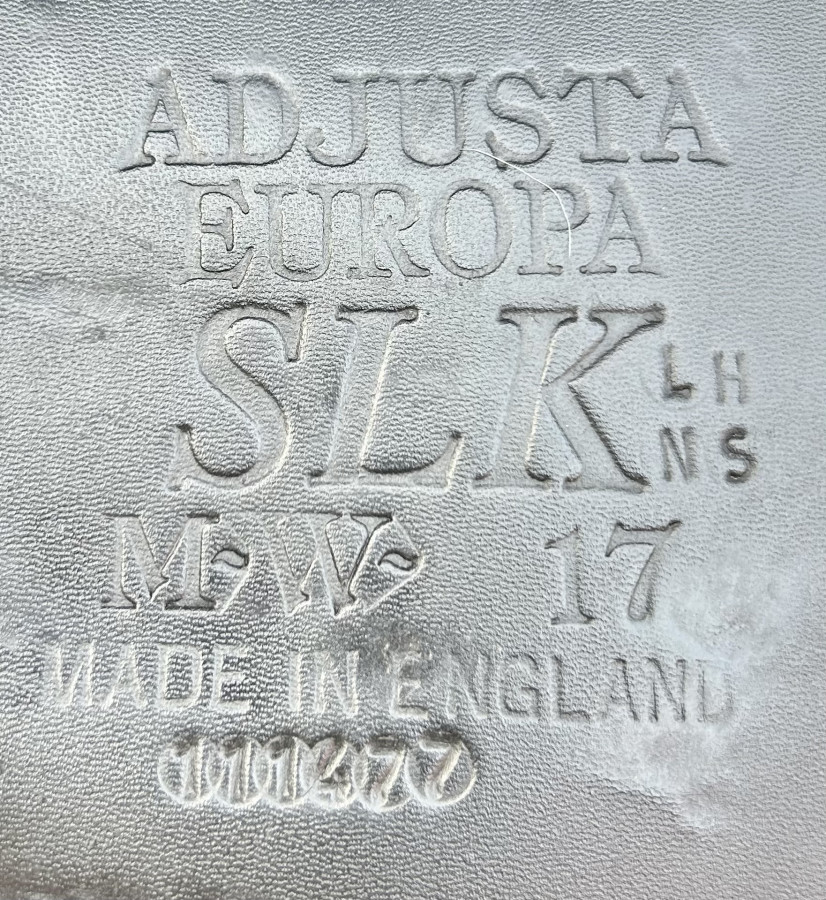 ADJUSTA
EUROPA
SLK
LH
NS
M~W~ 17
MADE IN ENGLAND
111477